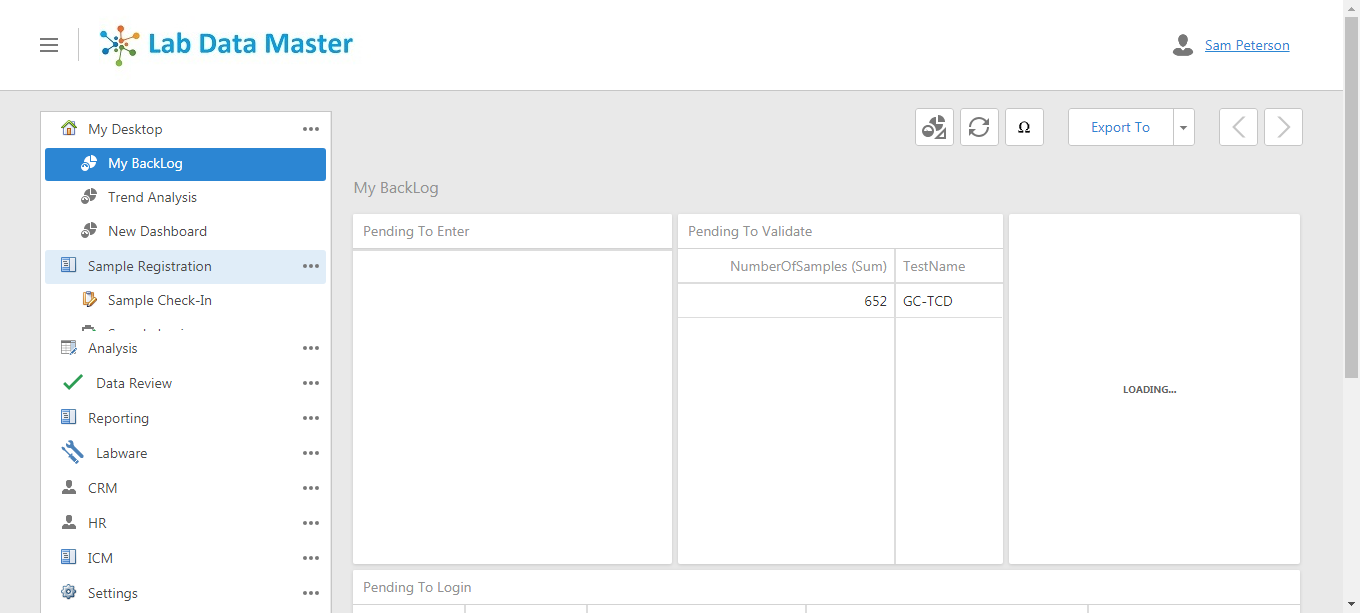 Lab Data Master
Sam Peterson
My Desktop
My BackLog
Trend Analysis
New Dashboard
Sample Registration
Sample Check-In
Analysis
Data Review
Reporting
Labware
CRM
HR
ICM
Settings
Ω
Export To
My BackLog
Pending To Enter
Pending To Validate
NumberOfSamples (Sum) TestName
652 GC-TCD
LOADING...
Pending To Login